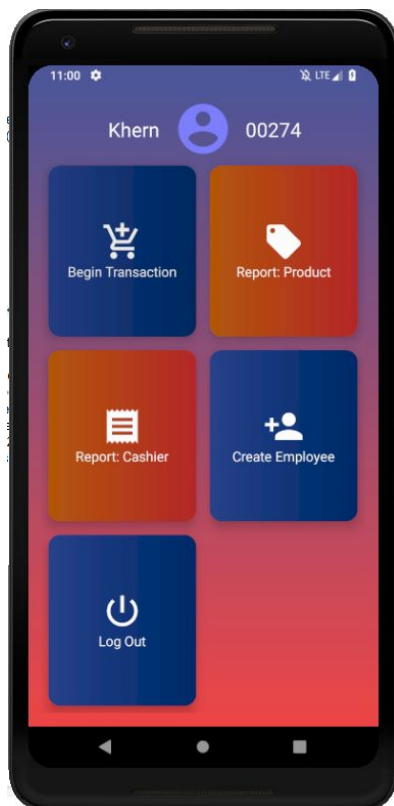 11:00 LTE
Khern 00274
Begin Transaction Report: Product
Report: Cashier Create Employee
Log Out